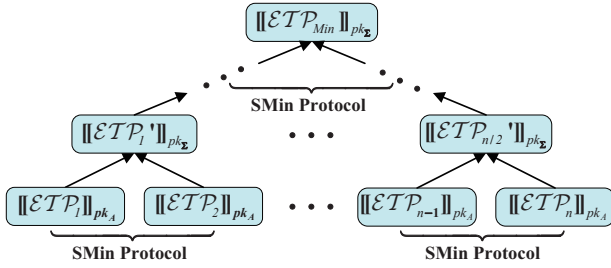 [[ETP_Min]]_pk_Σ
SMin Protocol
[[ETP_1']]_pk_Σ ··· [[ETP_n/2']]_pk_Σ
[[ETP_1]]_pk_A [[ETP_2]]_pk_A ··· [[ETP_n−1]]_pk_A [[ETP_n]]_pk_A
SMin Protocol SMin Protocol